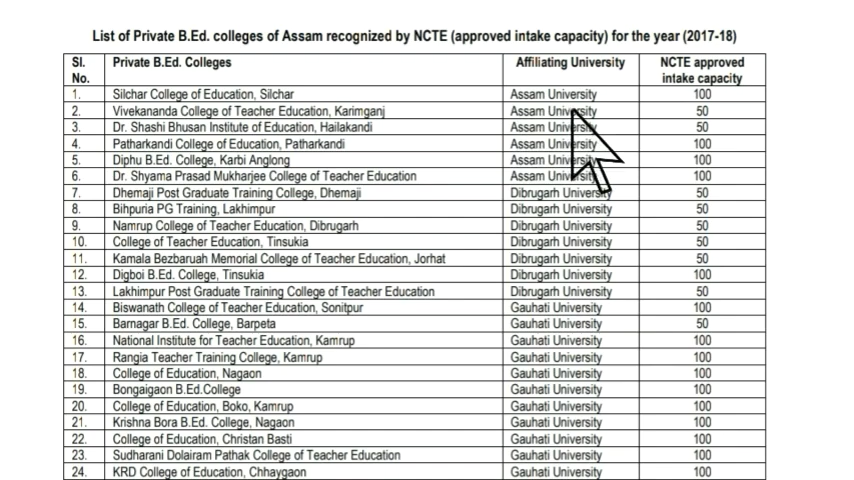 List of Private B.Ed. colleges of Assam recognized by NCTE (approved intake capacity) for the year (2017-18)
Sl. No. Private B.Ed. Colleges Affiliating University NCTE approved intake capacity
1. Silchar College of Education, Silchar Assam University 100
2. Vivekananda College of Teacher Education, Karimganj Assam University 50
3. Dr. Shashi Bhusan Institute of Education, Hailakandi Assam University 50
4. Patharkandi College of Education, Patharkandi Assam University 100
5. Diphu B.Ed. College, Karbi Anglong Assam University 100
6. Dr. Shyama Prasad Mukharjee College of Teacher Education Assam University 100
7. Dhemaji Post Graduate Training College, Dhemaji Dibrugarh University 50
8. Bihpuria PG Training, Lakhimpur Dibrugarh University 50
9. Namrup College of Teacher Education, Dibrugarh Dibrugarh University 50
10. College of Teacher Education, Tinsukia Dibrugarh University 50
11. Kamala Bezbaruah Memorial College of Teacher Education, Jorhat Dibrugarh University 50
12. Digboi B.Ed. College, Tinsukia Dibrugarh University 100
13. Lakhimpur Post Graduate Training College of Teacher Education Dibrugarh University 50
14. Biswanath College of Teacher Education, Sonitpur Gauhati University 100
15. Barnagar B.Ed. College, Barpeta Gauhati University 50
16. National Institute for Teacher Education, Kamrup Gauhati University 100
17. Rangia Teacher Training College, Kamrup Gauhati University 100
18. College of Education, Nagaon Gauhati University 100
19. Bongaigaon B.Ed.College Gauhati University 100
20. College of Education, Boko, Kamrup Gauhati University 100
21. Krishna Bora B.Ed. College, Nagaon Gauhati University 100
22. College of Education, Christan Basti Gauhati University 100
23. Sudharani Dolairam Pathak College of Teacher Education Gauhati University 100
24. KRD College of Education, Chhaygaon Gauhati University 100